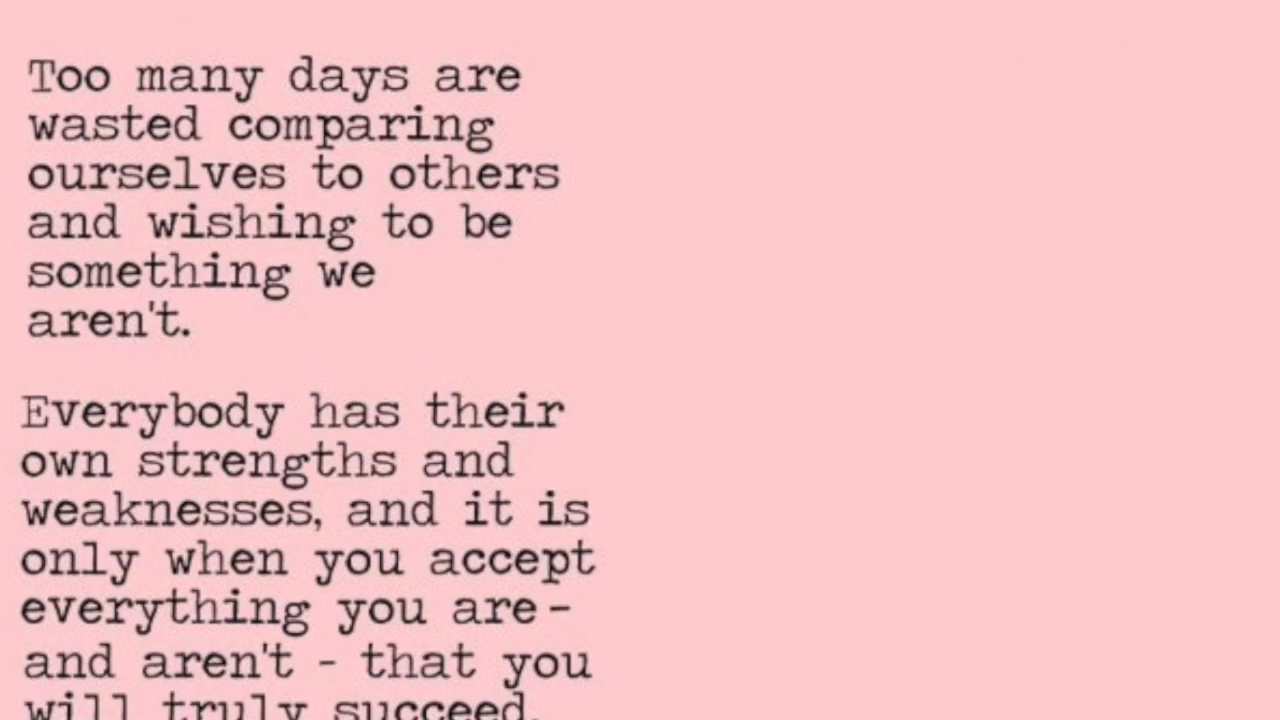 Too many days are
wasted comparing
ourselves to others
and wishing to be
something we
aren't.
Everybody has their
own strengths and
weaknesses, and it is
only when you accept
everything you are-
and aren't - that you
will truly succeed.